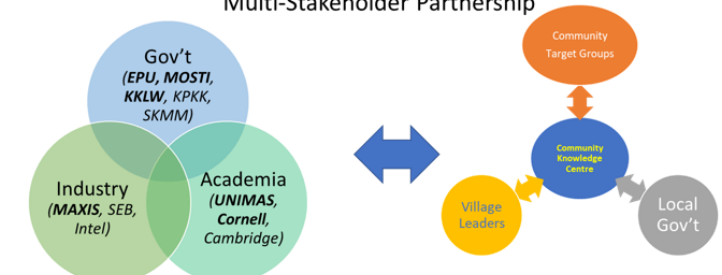 Multi-Stakeholder Partnership
Gov't
(EPU, MOSTI,
KKLW, KPKK,
SKMM)
Industry
(MAXIS, SEB,
Intel)
Academia
(UNIMAS,
Cornell,
Cambridge)
Community
Target Groups
Community
Knowledge
Centre
Village
Leaders
Local
Gov't